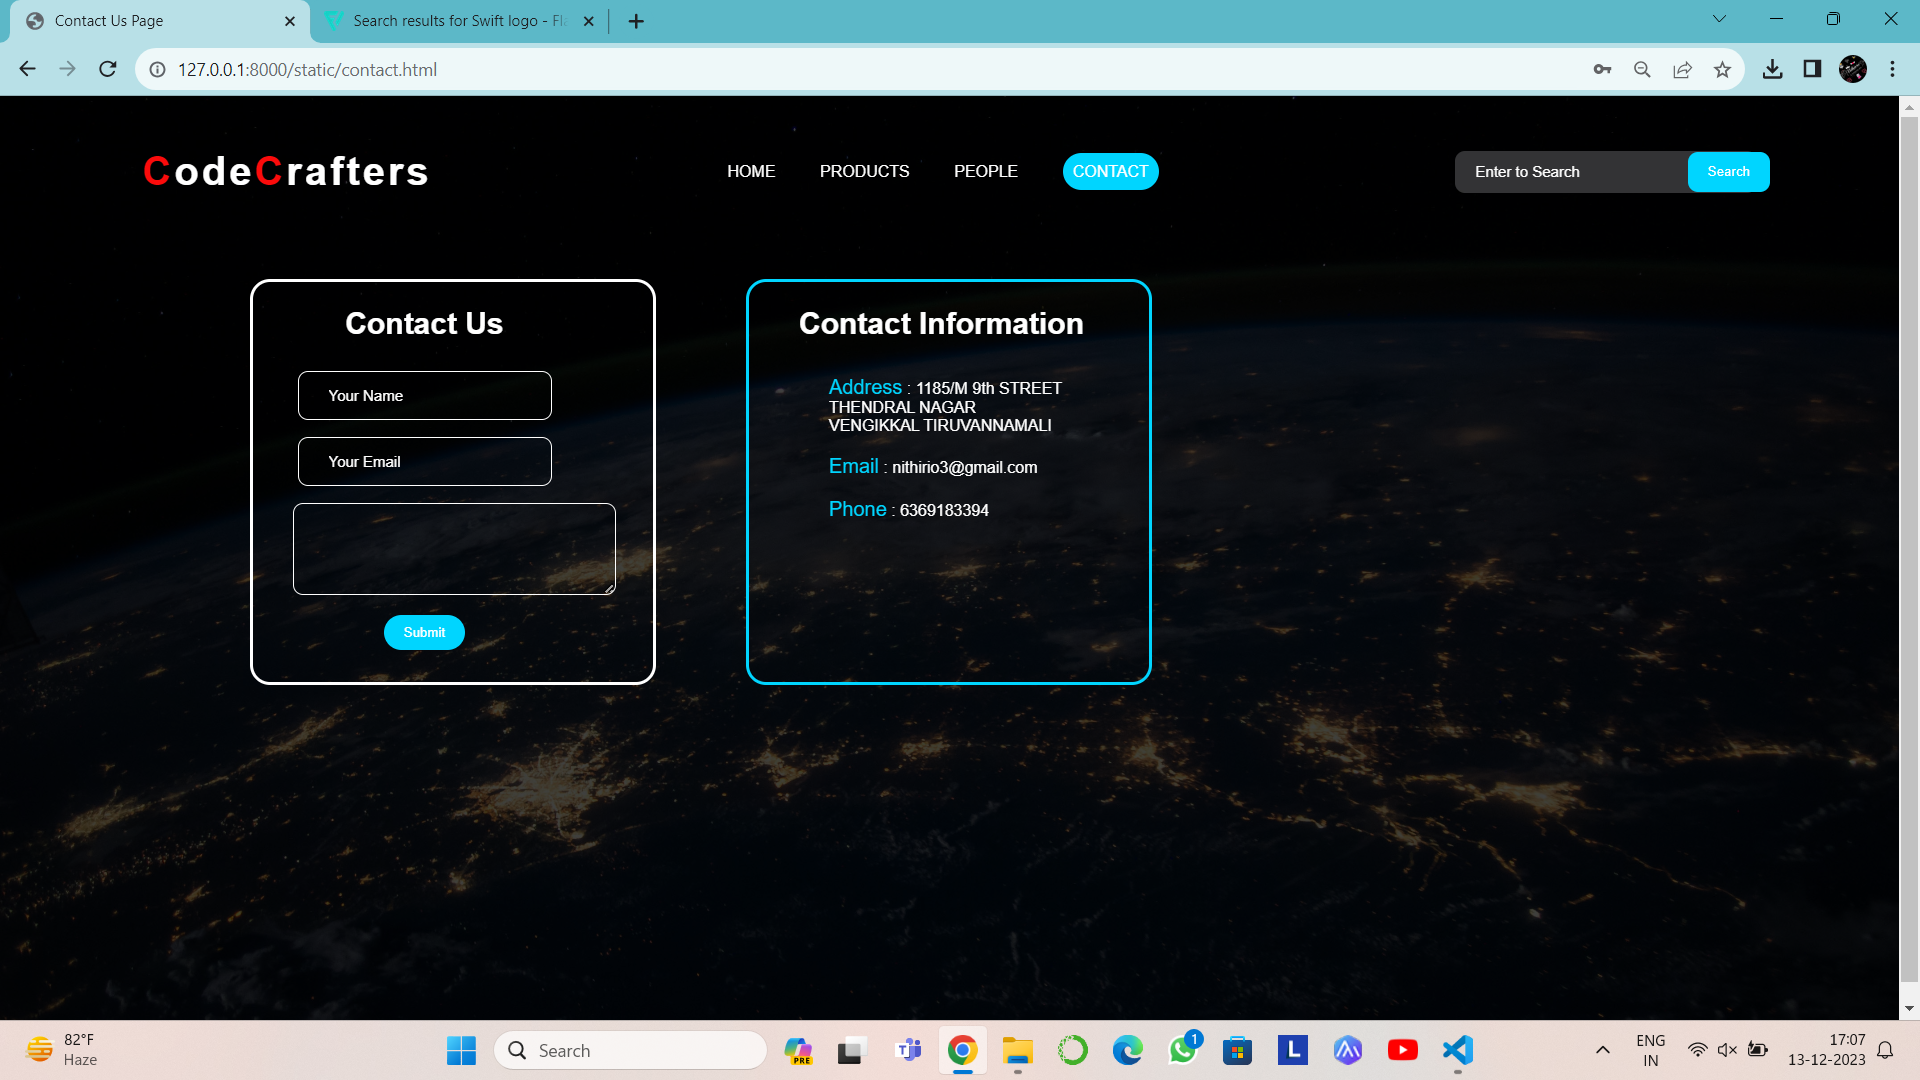 Contact Us Page
Search results for Swift logo - Fl
127.0.0.1:8000/static/contact.html
CodeCrafters
HOME
PRODUCTS
PEOPLE
CONTACT
Enter to Search
Search
Contact Us
Your Name
Your Email
Submit
Contact Information
Address : 1185/M 9th STREET
THENDRAL NAGAR
VENGIKKAL TIRUVANNAMALI
Email : nithirio3@gmail.com
Phone : 6369183394
82°F
Haze
Search
PRE
T
1
L
ENG
IN
17:07
13-12-2023